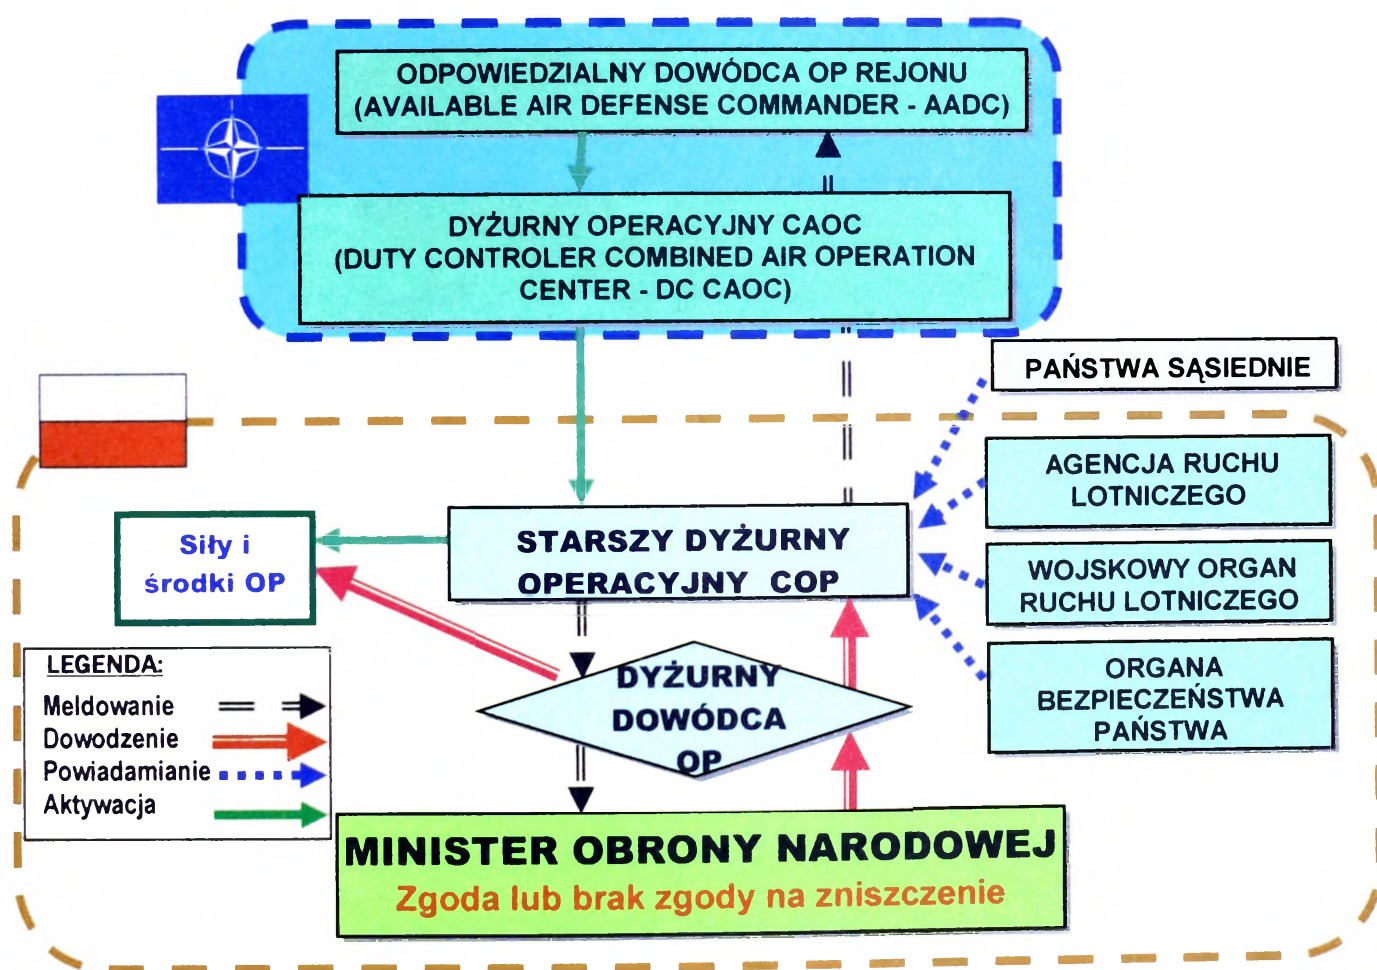 ODPOWIEDZIALNY DOWÓDCA OP REJONU
(AVAILABLE AIR DEFENSE COMMANDER - AADC)
DYŻURNY OPERACYJNY CAOC
(DUTY CONTROLER COMBINED AIR OPERATION
CENTER - DC CAOC)
PAŃSTWA SĄSIEDNIE
AGENCJA RUCHU
LOTNICZEGO
Siły i
środki OP
STARSZY DYŻURNY
OPERACYJNY COP
WOJSKOWY ORGAN
RUCHU LOTNICZEGO
ORGANA
BEZPIECZEŃSTWA
PAŃSTWA
LEGENDA:
Meldowanie
Dowodzenie
Powiadamianie
Aktywacja
DYŻURNY
DOWÓDCA
OP
MINISTER OBRONY NARODOWEJ
Zgoda lub brak zgody na zniszczenie